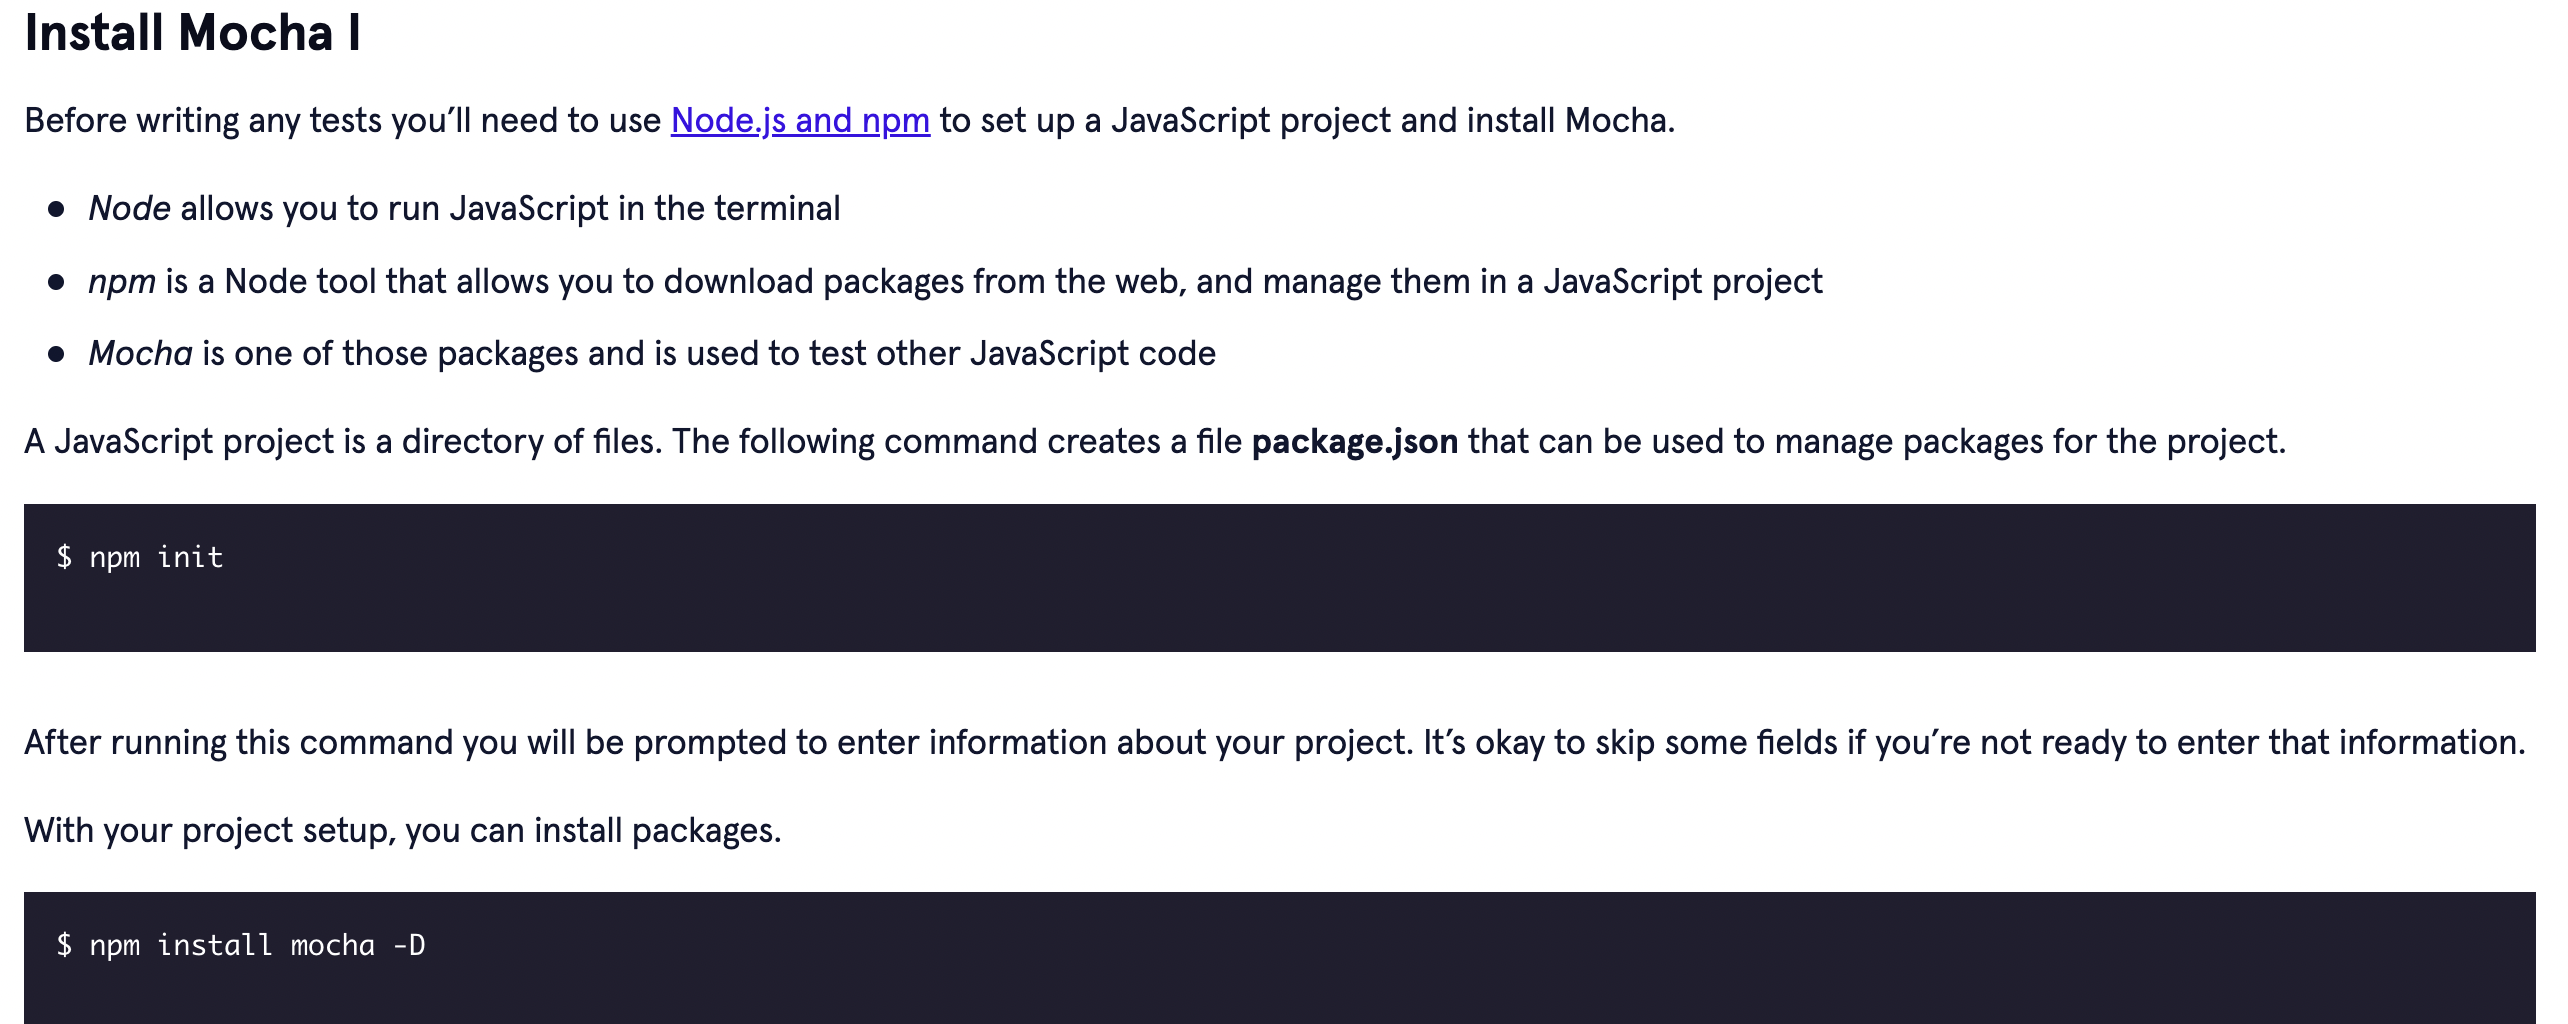 Install Mocha I
Before writing any tests you’ll need to use Node.js and npm to set up a JavaScript project and install Mocha.
Node allows you to run JavaScript in the terminal
npm is a Node tool that allows you to download packages from the web, and manage them in a JavaScript project
Mocha is one of those packages and is used to test other JavaScript code
A JavaScript project is a directory of files. The following command creates a file package.json that can be used to manage packages for the project.
$ npm init
After running this command you will be prompted to enter information about your project. It’s okay to skip some fields if you’re not ready to enter that information.
With your project setup, you can install packages.
$ npm install mocha -D